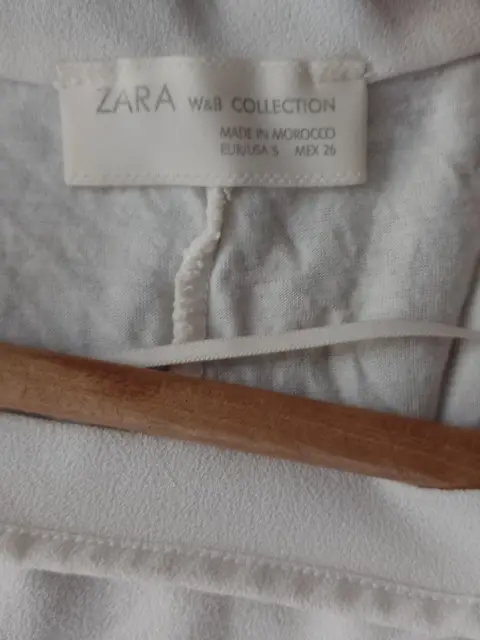 ZARA W&B COLLECTION
MADE IN MOROCCO
EUR/USA S MEX 26